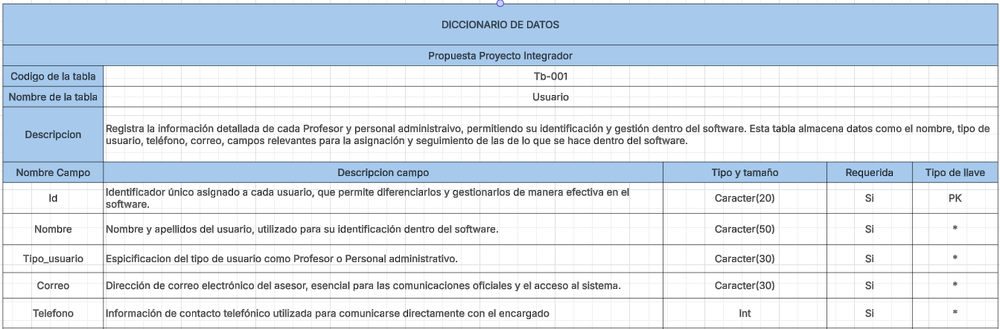 DICCIONARIO DE DATOS
Propuesta Proyecto Integrador
Codigo de la tabla Tb-001
Nombre de la tabla Usuario
Descripcion Registra la información detallada de cada Profesor y personal administraivo, permitiendo su identificación y gestión dentro del software. Esta tabla almacena datos como el nombre, tipo de
usuario, teléfono, correo, campos relevantes para la asignación y seguimiento de las de lo que se hace dentro del software.
Nombre Campo Descripcion campo Tipo y tamaño Requerida Tipo de llave
Id Identificador único asignado a cada usuario, que permite diferenciarlos y gestionarlos de manera efectiva en el
software. Caracter(20) Si PK
Nombre Nombre y apellidos del usuario, utilizado para su identificación dentro del software. Caracter(50) Si *
Tipo_usuario Espicificacion del tipo de usuario como Profesor o Personal administrativo. Caracter(30) Si *
Correo Dirección de correo electrónico del asesor, esencial para las comunicaciones oficiales y el acceso al sistema. Caracter(30) Si *
Telefono Información de contacto telefónico utilizada para comunicarse directamente con el encargado Int Si *